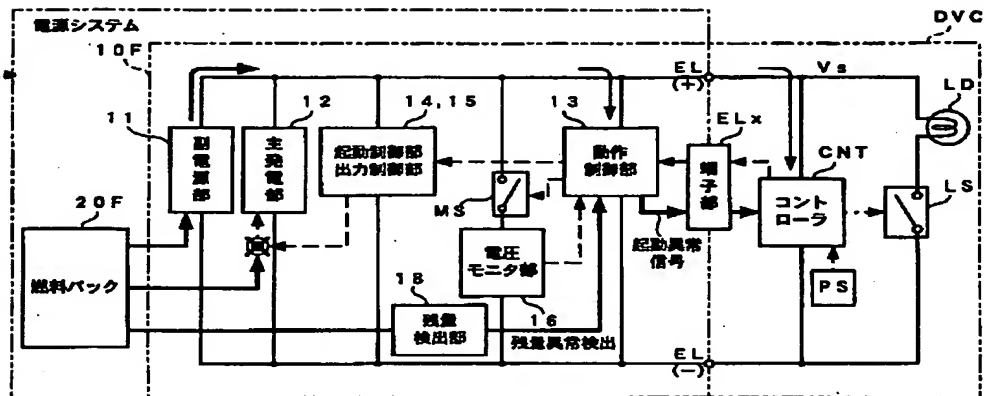 電源システム
DVC
10F
EL
(+)
Vs
LD
11
12
14,15
13
ELx
副電源部
主発電部
起動制御部
出力制御部
動作
制御部
端子部
CNT
コント
ローラ
LS
MS
20F
起動異常
信号
電圧
モニタ部
PS
燃料パック
18
残量
検出部
16
残量異常検出
EL
(-)